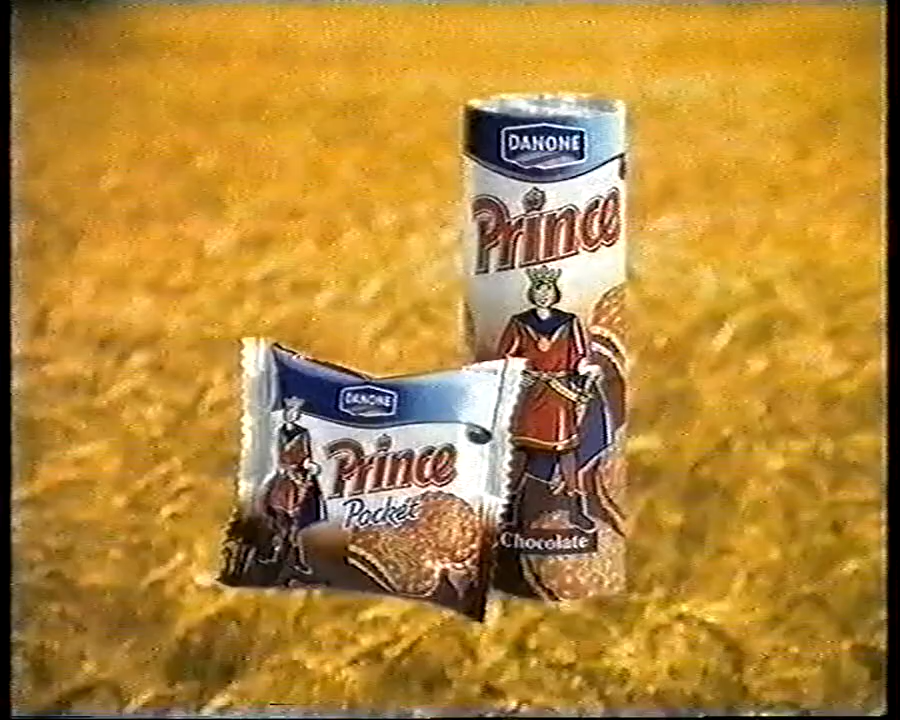 DANONE
Prince
Chocolate
DANONE
Prince
Pocket